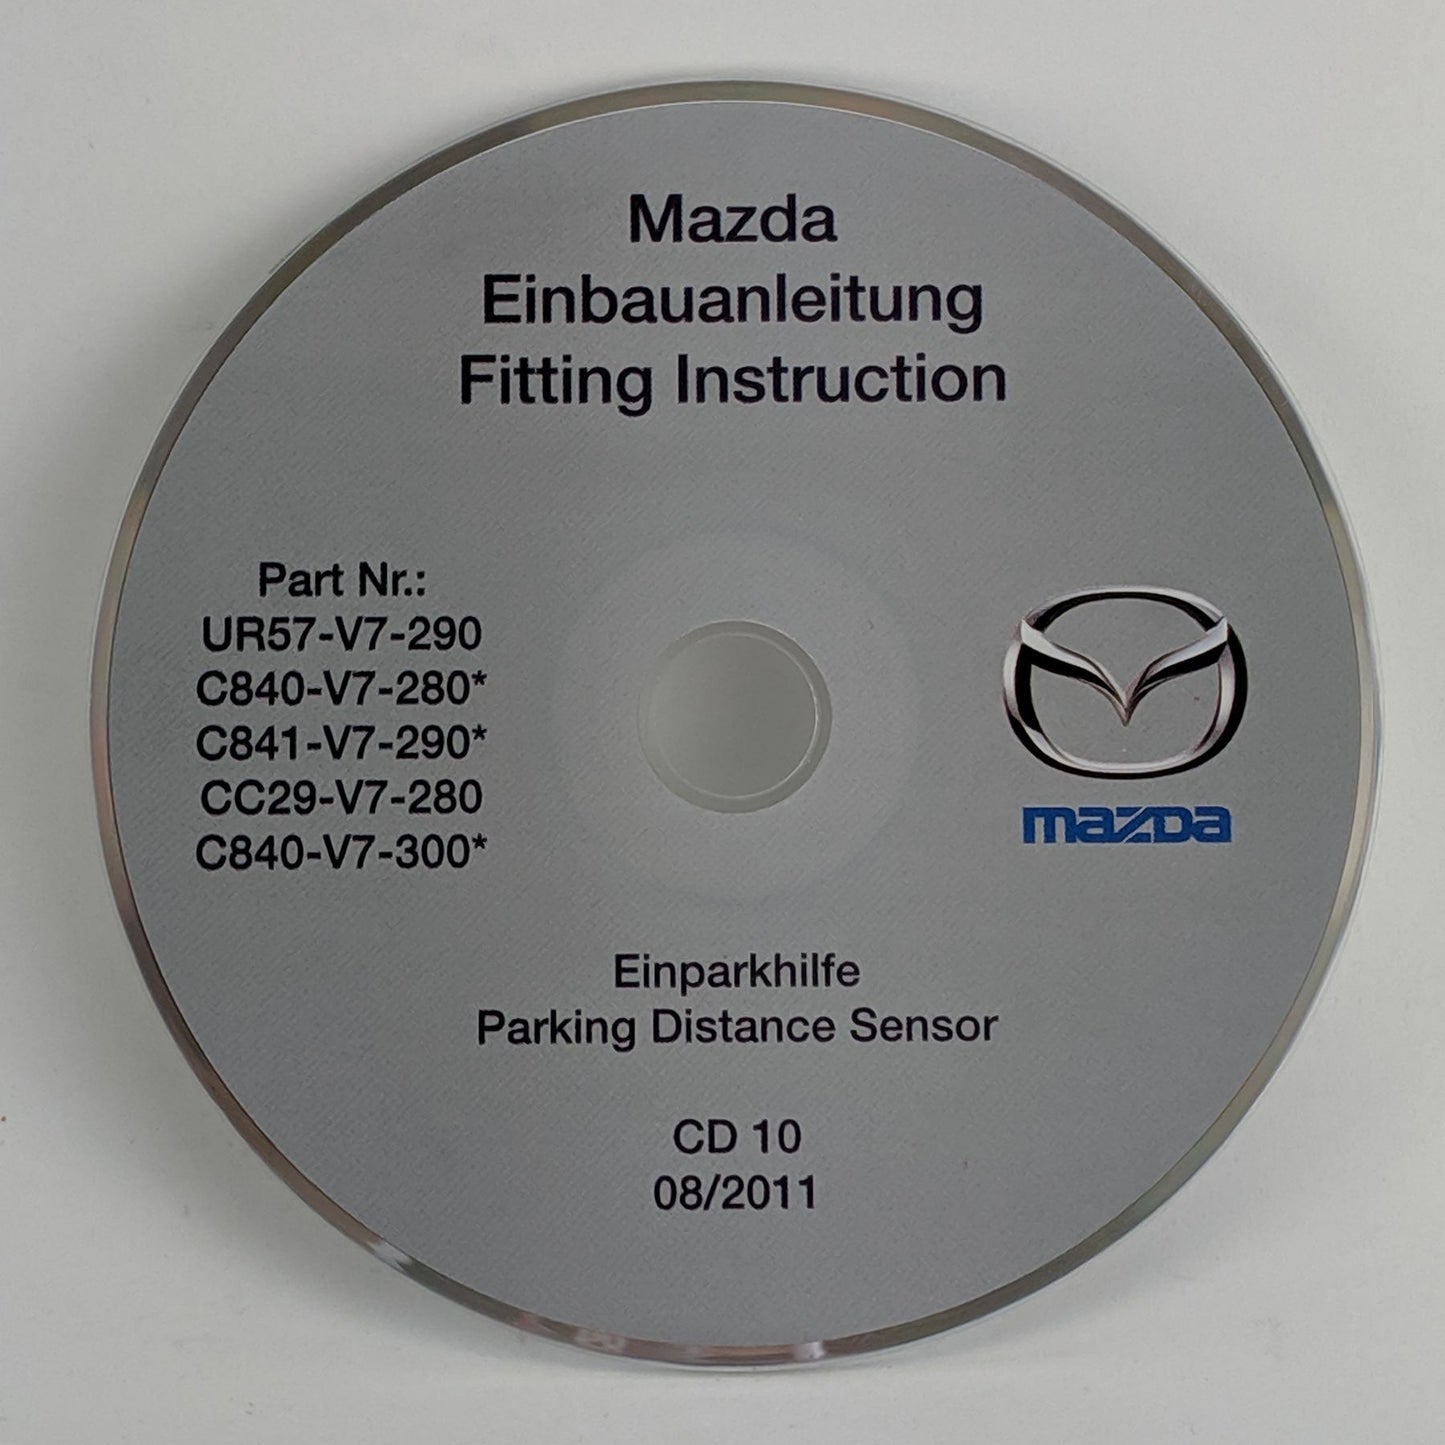 Mazda
Einbauanleitung
Fitting Instruction
Part Nr.:
UR57-V7-290
C840-V7-280*
C841-V7-290*
CC29-V7-280
C840-V7-300*
mazda
Einparkhilfe
Parking Distance Sensor
CD 10
08/2011